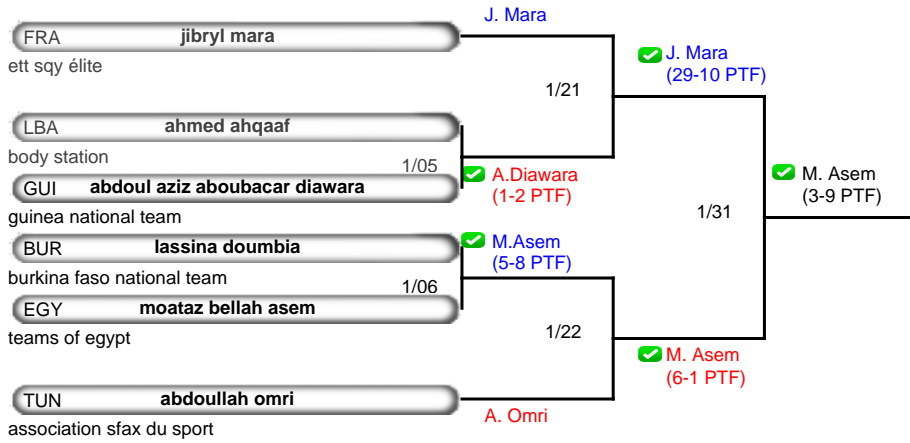 J. Mara
FRA jibryl mara
ett sqy élite
J. Mara
(29-10 PTF)
1/21
LBA ahmed ahqaaf
body station
1/05
A.Diawara
(1-2 PTF)
GUI abdoul aziz aboubacar diawara
guinea national team
M. Asem
(3-9 PTF)
1/31
BUR lassina doumbia
burkina faso national team
M.Asem
(5-8 PTF)
1/06
EGY moataz bellah asem
teams of egypt
1/22
M. Asem
(6-1 PTF)
TUN abdoullah omri
association sfax du sport
A. Omri